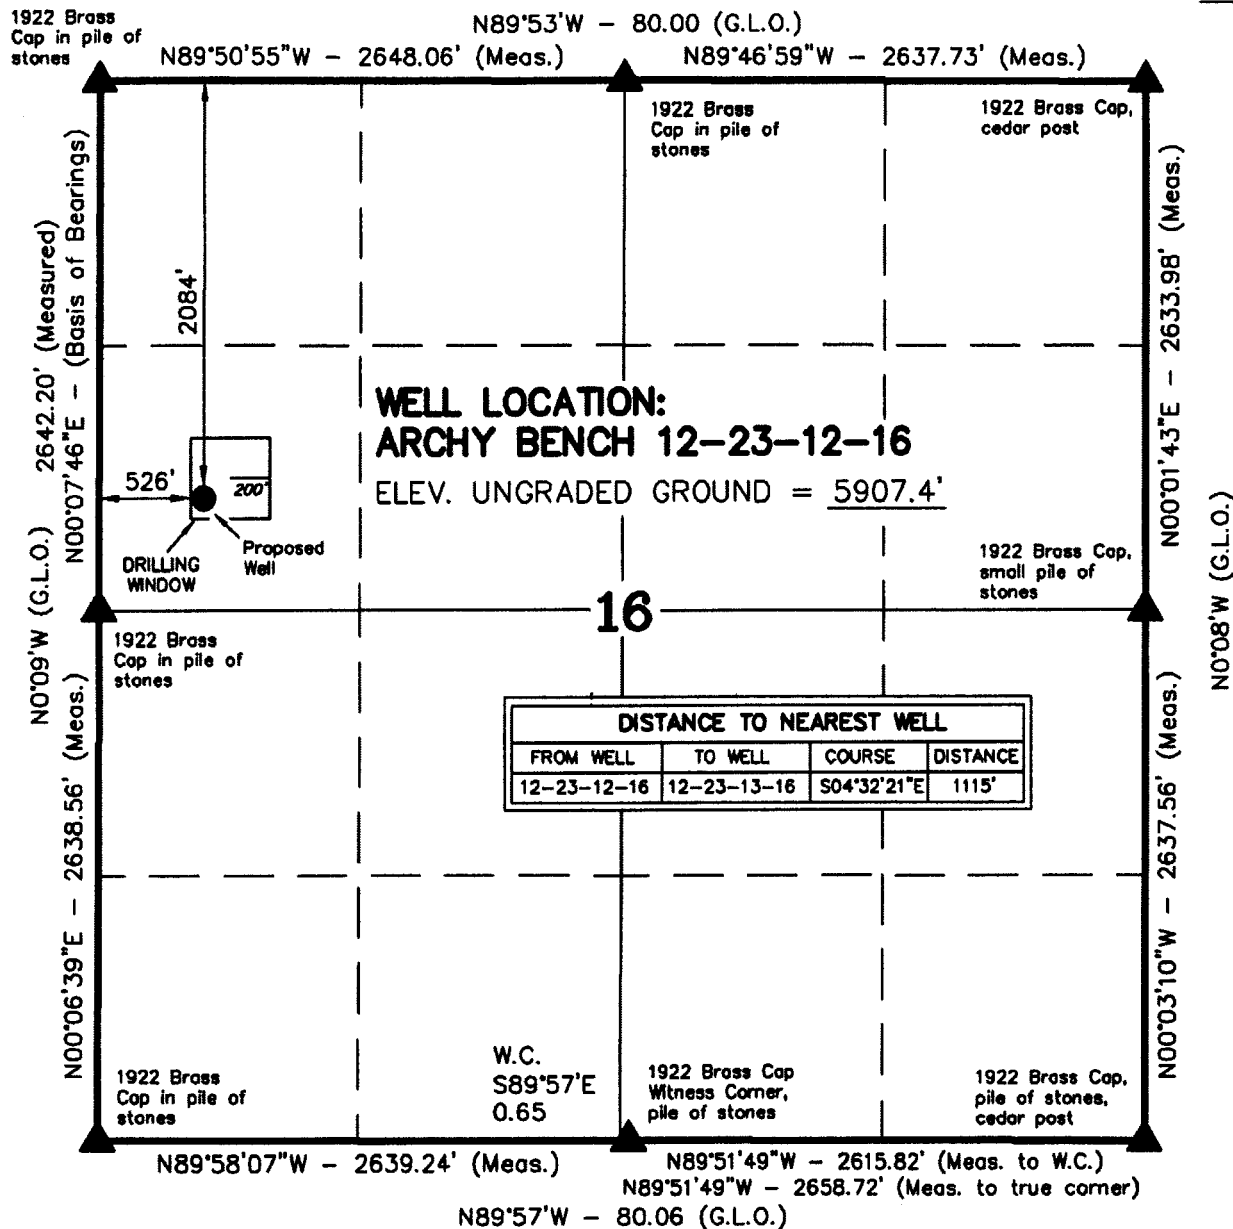 1922 Brass
Cap in pile of
stones
N89°53'W - 80.00 (G.L.O.)
N89°50'55"W - 2648.06' (Meas.)
N89°46'59"W - 2637.73' (Meas.)
1922 Brass
Cap in pile of
stones
1922 Brass Cap,
cedar post
2642.20' (Measured)
N00°07'46"E - (Basis of Bearings)
2084'
N00°01'43"E - 2633.98' (Meas.)
WELL LOCATION:
ARCHY BENCH 12-23-12-16
ELEV. UNGRADED GROUND = 5907.4'
526'
200'
DRILLING
WINDOW
Proposed
Well
N0°09'W (G.L.O.)
N0°08'W (G.L.O.)
1922 Brass Cap,
small pile of
stones
16
1922 Brass
Cap in pile of
stones
DISTANCE TO NEAREST WELL
FROM WELL TO WELL COURSE DISTANCE
12-23-12-16 12-23-13-16 S04°32'21"E 1115'
N00°06'39"E - 2638.56' (Meas.)
N00°03'10"W - 2637.56' (Meas.)
1922 Brass
Cap in pile of
stones
W.C.
S89°57'E
0.65
1922 Brass Cap
Witness Corner,
pile of stones
1922 Brass Cap,
pile of stones,
cedar post
N89°58'07"W - 2639.24' (Meas.)
N89°51'49"W - 2615.82' (Meas. to W.C.)
N89°51'49"W - 2658.72' (Meas. to true corner)
N89°57'W - 80.06 (G.L.O.)